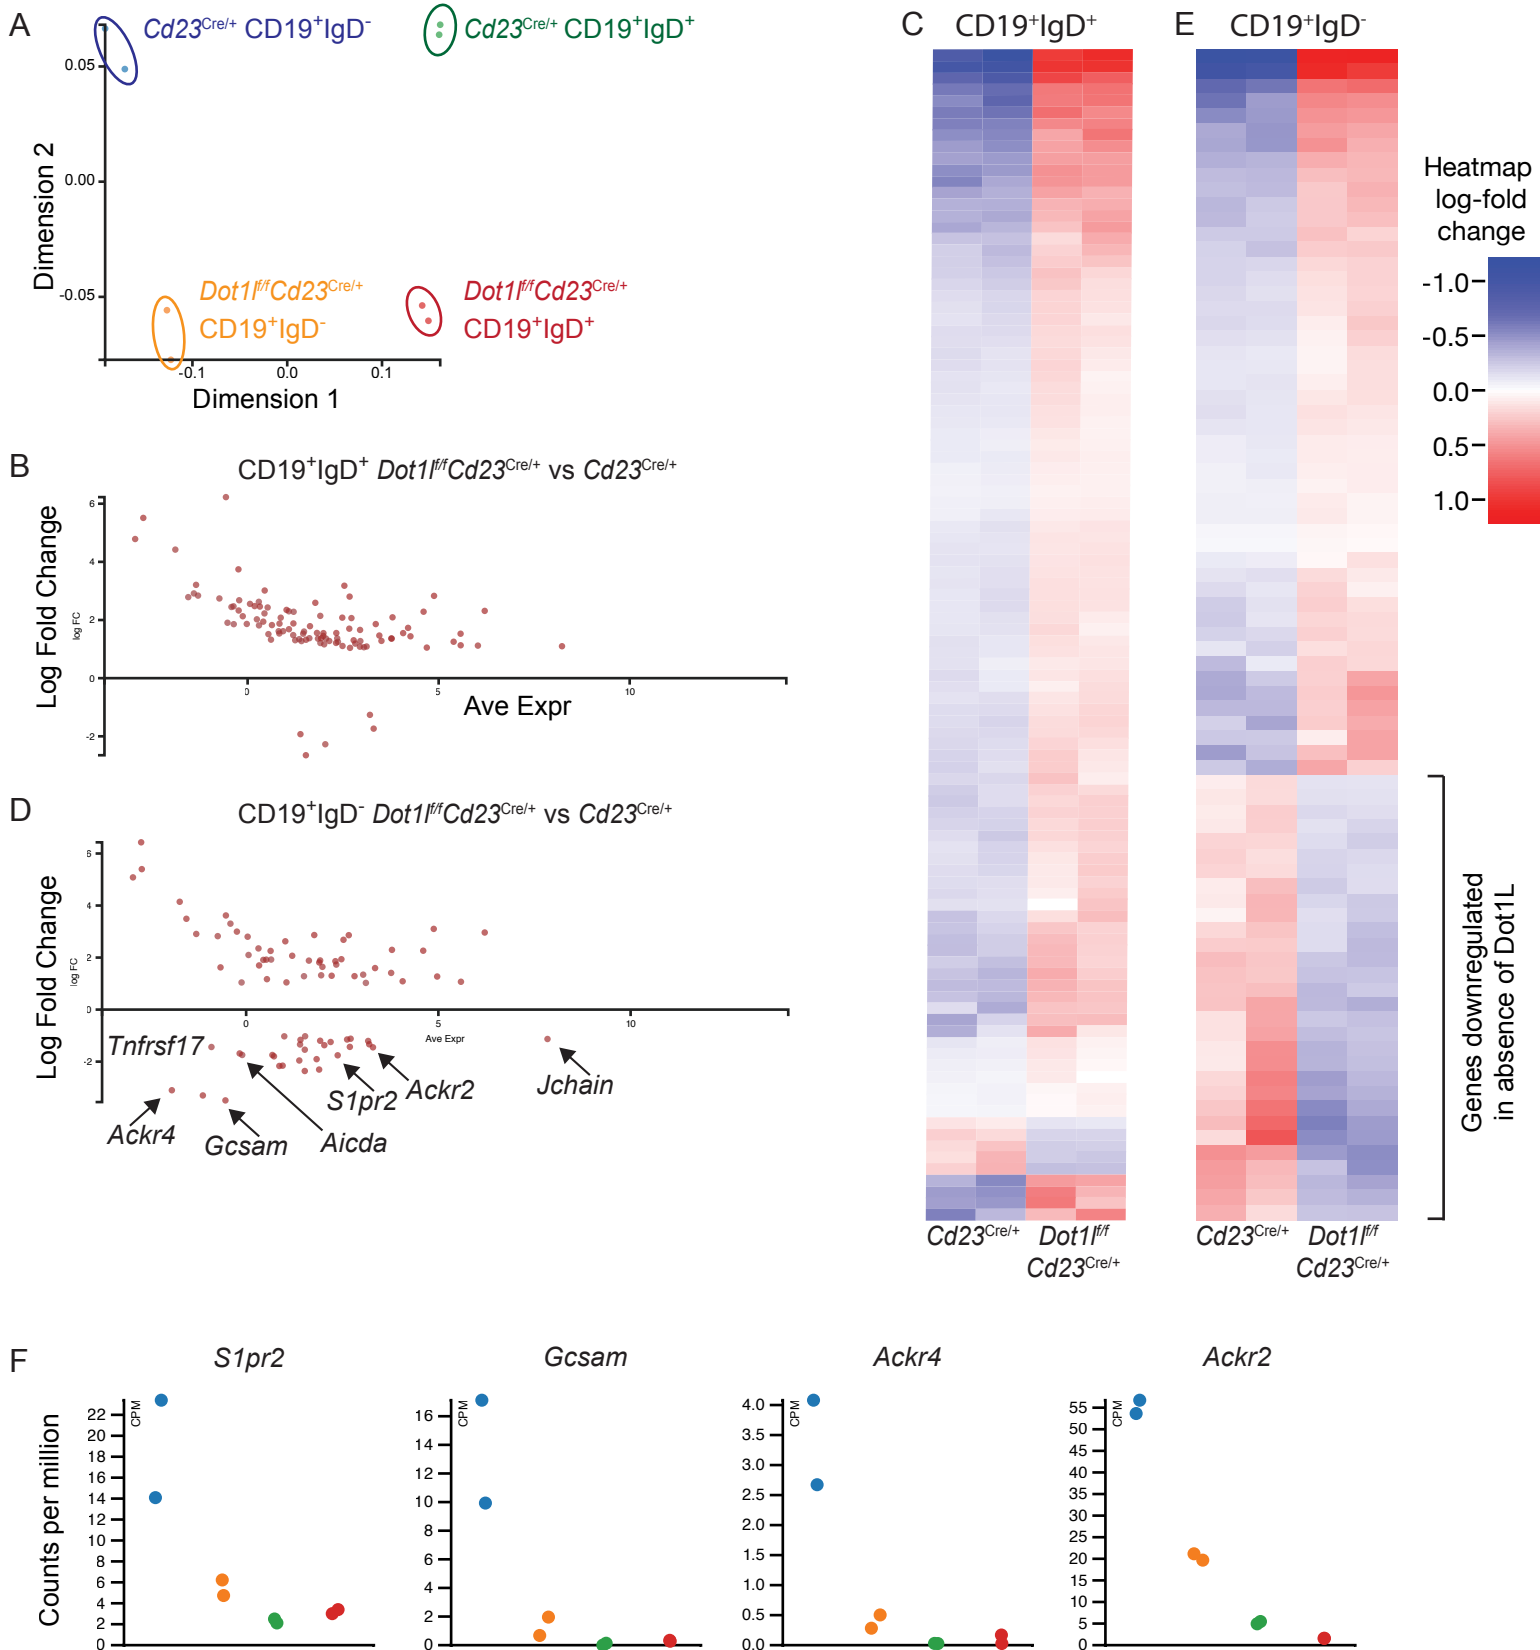 A
Cd23Cre/+ CD19+IgD-
Cd23Cre/+ CD19+IgD+
0.05
0.00
-0.05
Dimension 2
Dot1lf/fCd23Cre/+
CD19+IgD-
Dot1lf/fCd23Cre/+
CD19+IgD+
-0.1
0.0
0.1
Dimension 1
B
CD19+IgD+ Dot1lf/fCd23Cre/+ vs Cd23Cre/+
Log Fold Change
log FC
6
4
2
0
-2
0
5
10
Ave Expr
D
CD19+IgD- Dot1lf/fCd23Cre/+ vs Cd23Cre/+
Log Fold Change
log FC
6
4
2
0
-2
0
5
10
Ave Expr
Tnfrsf17
Ackr4
Gcsam
Aicda
S1pr2
Ackr2
Jchain
C
CD19+IgD+
Cd23Cre/+
Dot1lf/f
Cd23Cre/+
E
CD19+IgD-
Cd23Cre/+
Dot1lf/f
Cd23Cre/+
Heatmap
log-fold
change
-1.0
-0.5
0.0
0.5
1.0
Genes downregulated
in absence of Dot1L
F
Counts per million
S1pr2
CPM
22
20
18
16
14
12
10
8
6
4
2
0
Gcsam
CPM
16
14
12
10
8
6
4
2
0
Ackr4
CPM
4.0
3.5
3.0
2.5
2.0
1.5
1.0
0.5
0.0
Ackr2
CPM
55
50
45
40
35
30
25
20
15
10
5
0